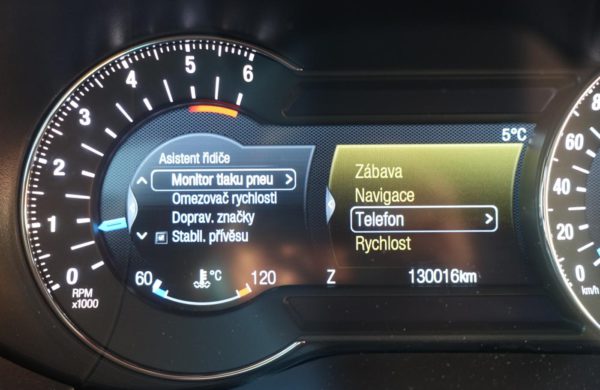 6
5
4
3
2
1
0
RPM
x1000
Asistent řidiče
Monitor tlaku pneu
Omezovač rychlosti
Doprav. značky
Stabil. přívěsu
60
°C
120
5°C
Zábava
Navigace
Telefon
Rychlost
Z
130016km
80
60
40
20
0
km/h